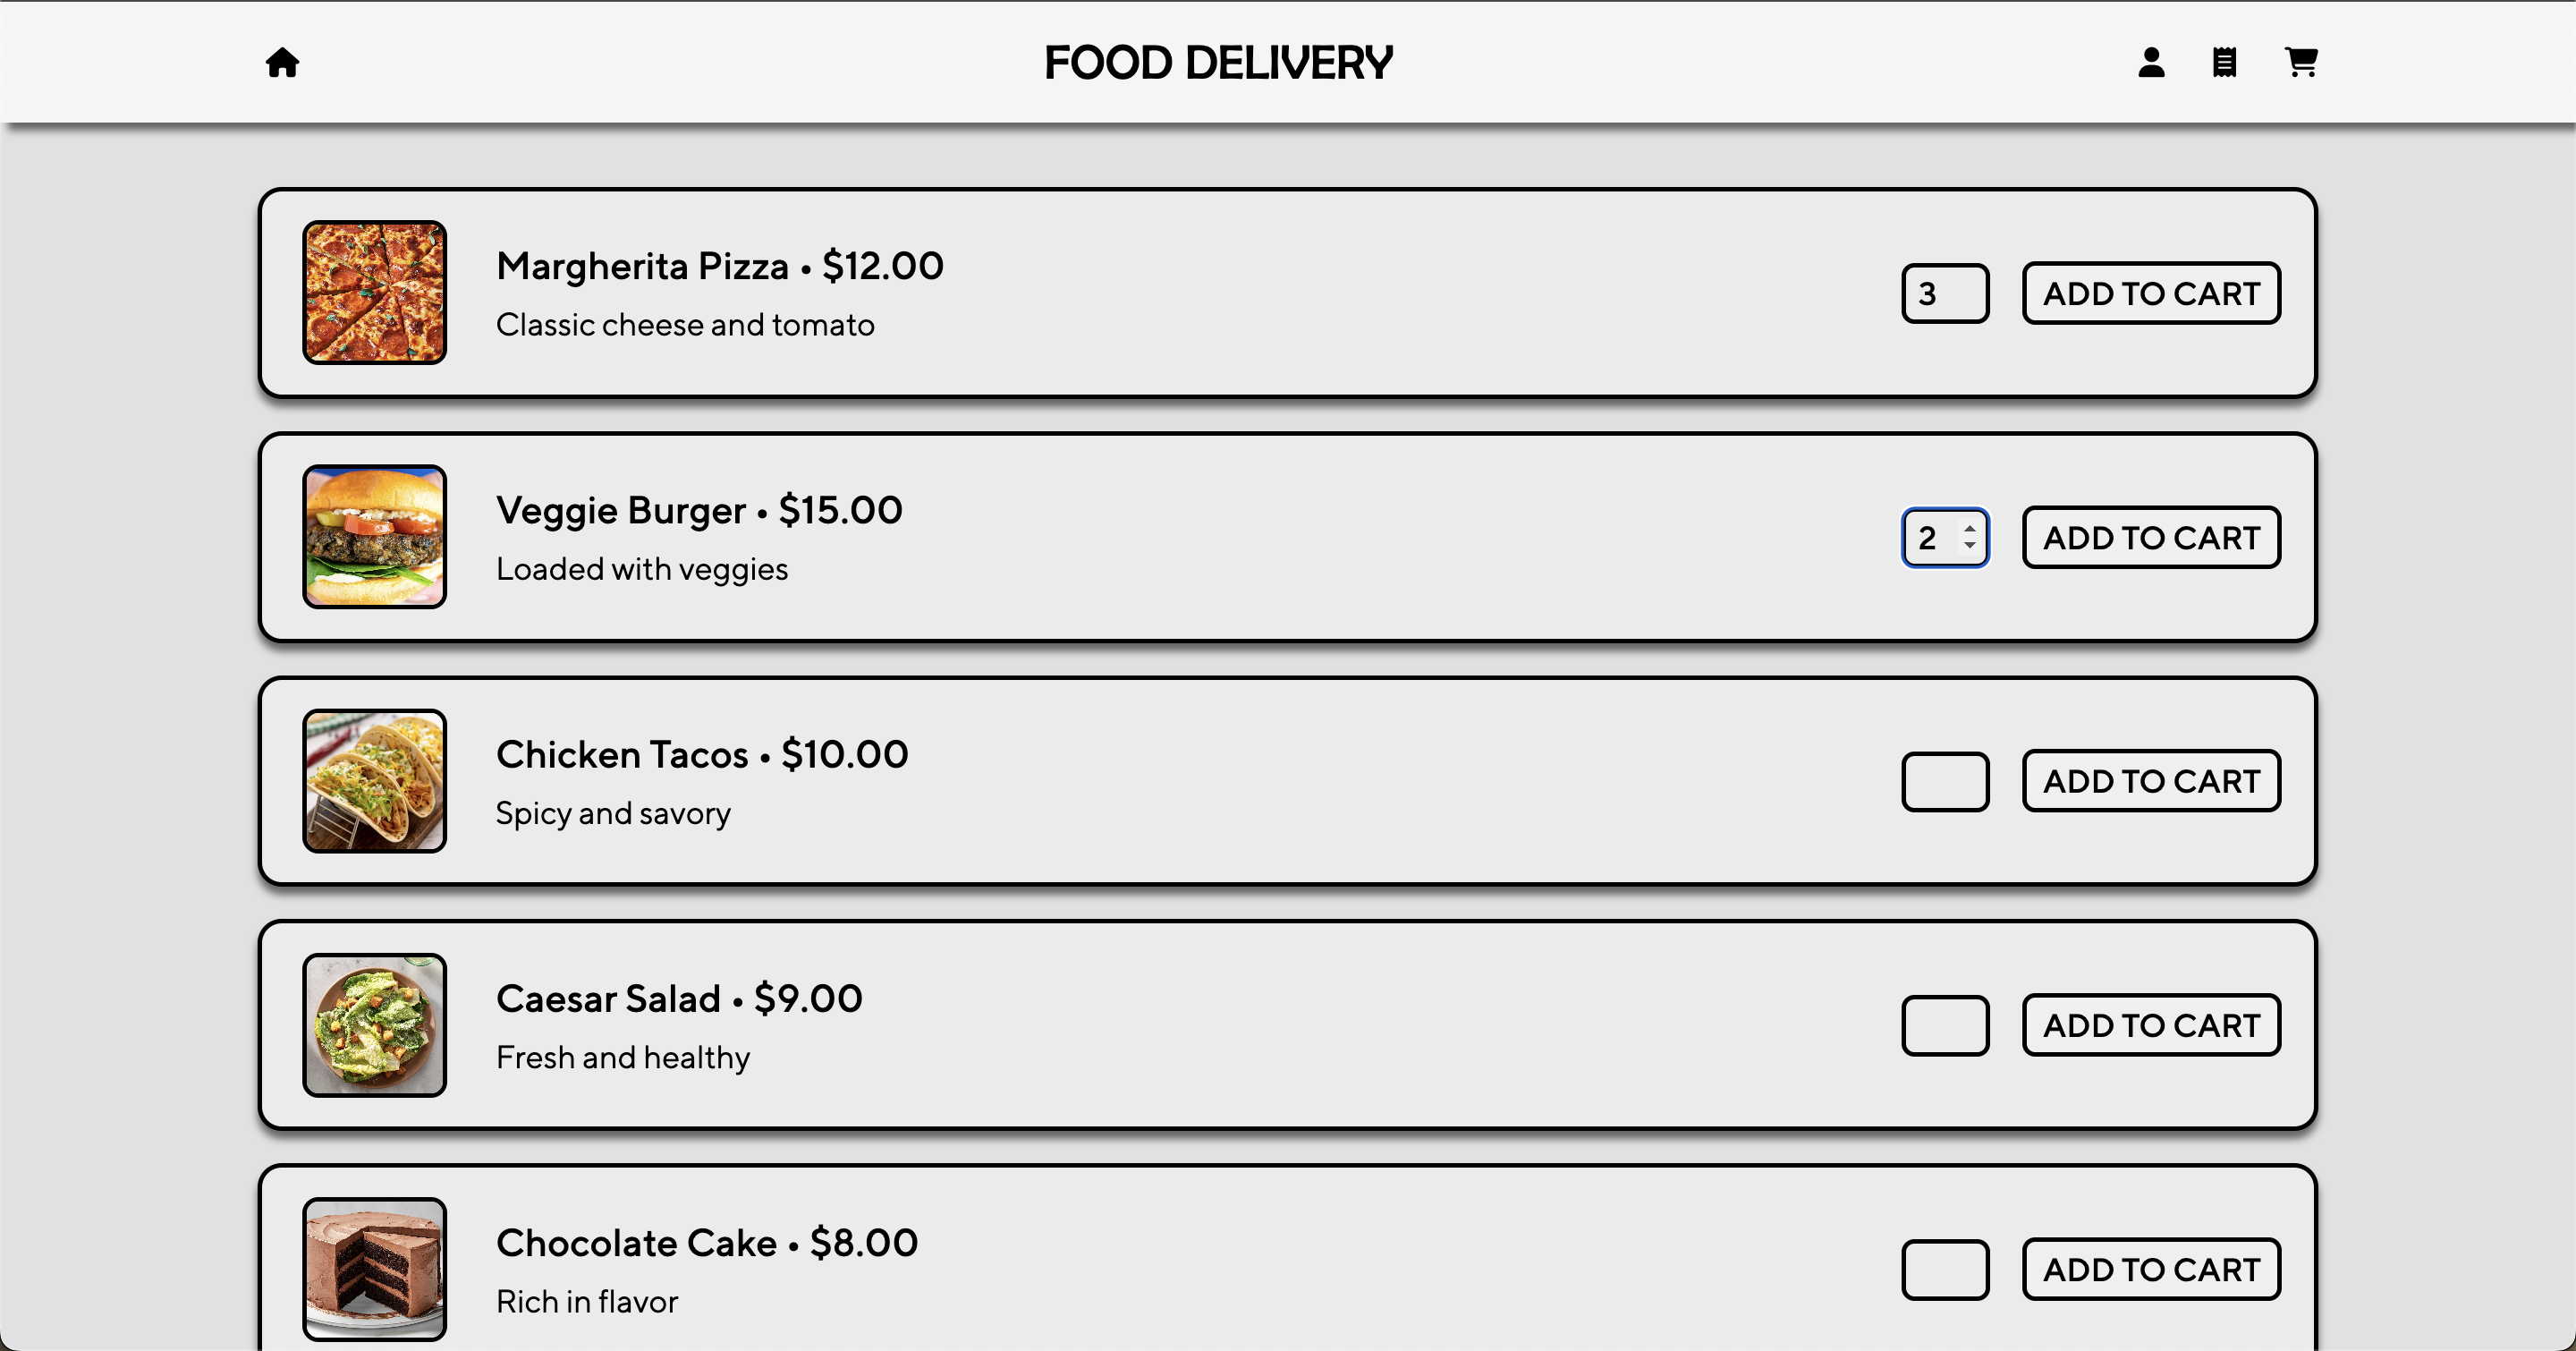 FOOD DELIVERY
Margherita Pizza • $12.00
Classic cheese and tomato
3
ADD TO CART
Veggie Burger • $15.00
Loaded with veggies
2
ADD TO CART
Chicken Tacos • $10.00
Spicy and savory
ADD TO CART
Caesar Salad • $9.00
Fresh and healthy
ADD TO CART
Chocolate Cake • $8.00
Rich in flavor
ADD TO CART